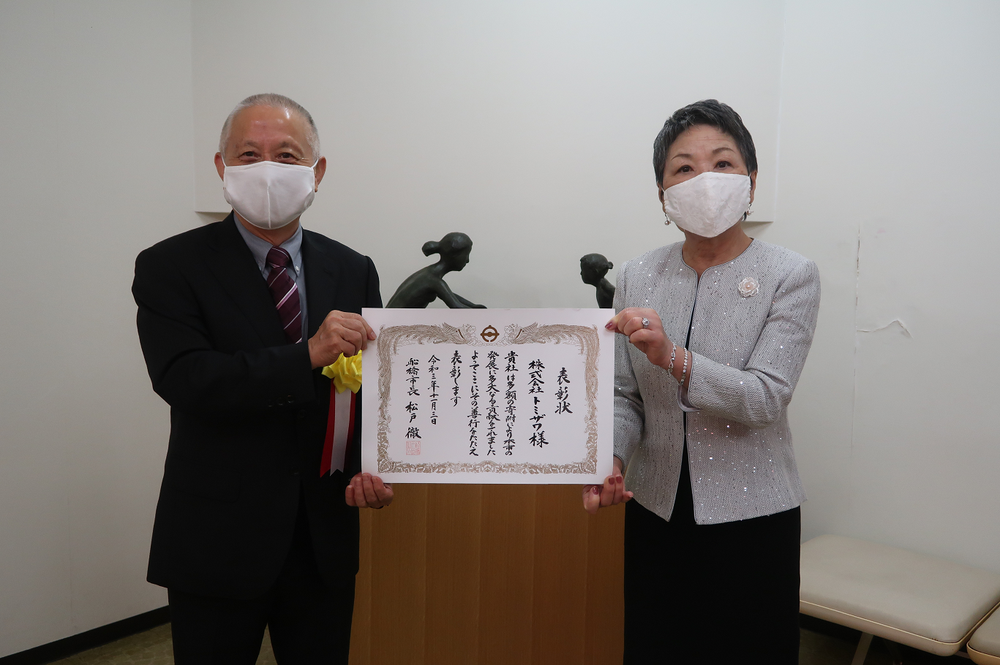 表彰状
株式会社トミザワ様
貴社は多額の寄附により本市の
発展に多大なる貢献をされました
よってここにその善行をたたえ
表彰します
令和三年十一月三日
船橋市長 松戸 徹